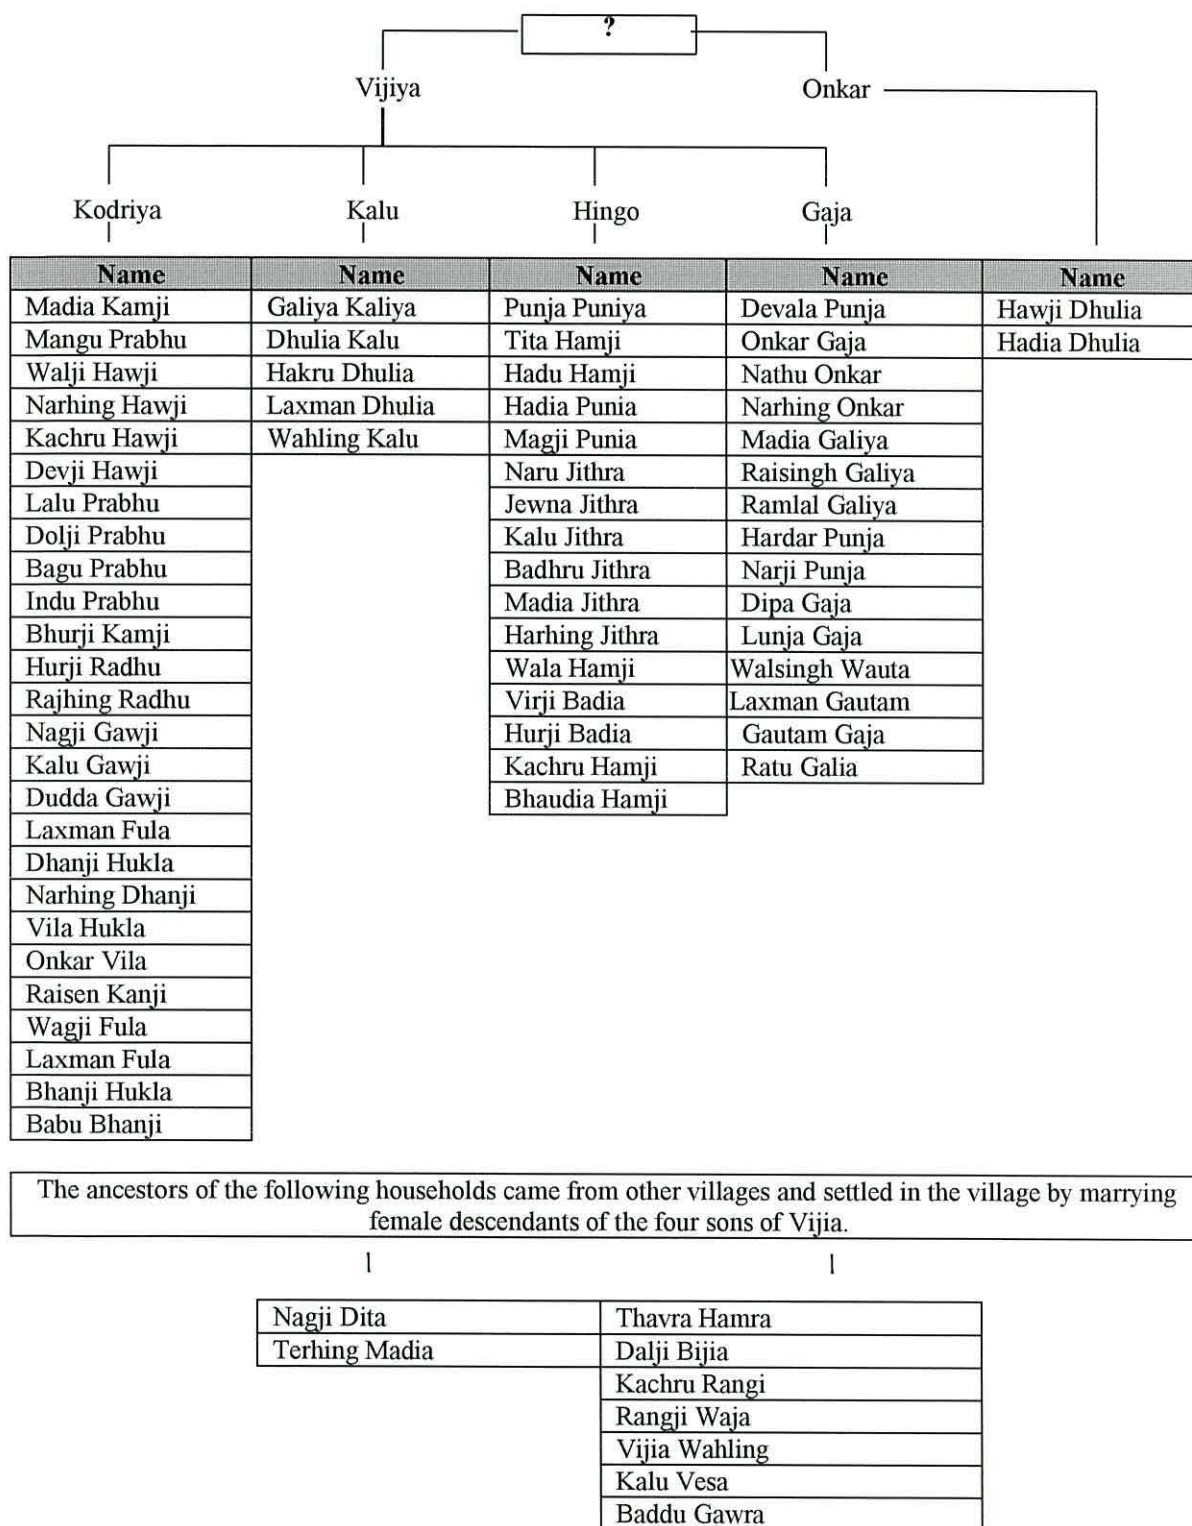 ?
Vijiya Onkar
Kodriya Kalu Hingo Gaja
Name Name Name Name Name
Madia Kamji Galiya Kaliya Punja Puniya Devala Punja Hawji Dhulia
Mangu Prabhu Dhulia Kalu Tita Hamji Onkar Gaja Hadia Dhulia
Walji Hawji Hakru Dhulia Hadu Hamji Nathu Onkar
Narhing Hawji Laxman Dhulia Hadia Punia Narhing Onkar
Kachru Hawji Wahling Kalu Magji Punia Madia Galiya
Devji Hawji Naru Jithra Raisingh Galiya
Lalu Prabhu Jewna Jithra Ramlal Galiya
Dolji Prabhu Kalu Jithra Hardar Punja
Bagu Prabhu Badhru Jithra Narji Punja
Indu Prabhu Madia Jithra Dipa Gaja
Bhurji Kamji Harhing Jithra Lunja Gaja
Hurji Radhu Wala Hamji Walsingh Wauta
Rajhing Radhu Virji Badia Laxman Gautam
Nagji Gawji Hurji Badia Gautam Gaja
Kalu Gawji Kachru Hamji Ratu Galia
Dudda Gawji Bhaudia Hamji
Laxman Fula
Dhanji Hukla
Narhing Dhanji
Vila Hukla
Onkar Vila
Raisen Kanji
Wagji Fula
Laxman Fula
Bhanji Hukla
Babu Bhanji
The ancestors of the following households came from other villages and settled in the village by marrying
female descendants of the four sons of Vijia.
Nagji Dita Thavra Hamra
Terhing Madia Dalji Bijia
Kachru Rangi
Rangji Waja
Vijia Wahling
Kalu Vesa
Baddu Gawra